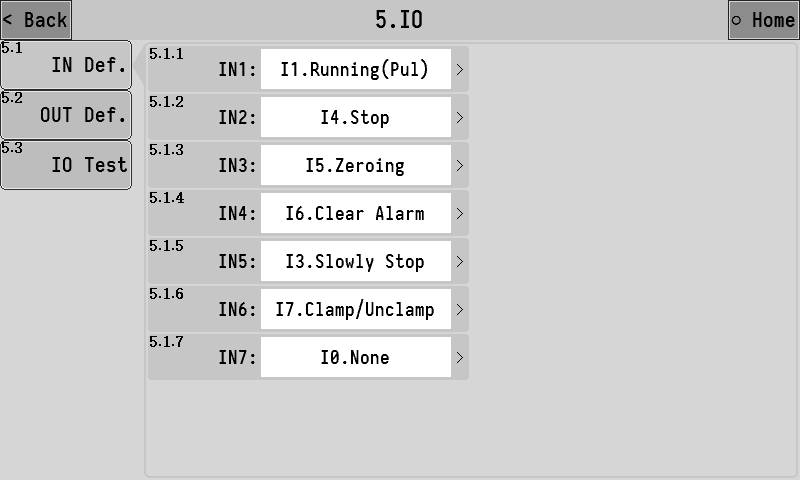 < Back
5.IO
○ Home
5.1
IN Def.
5.2
OUT Def.
5.3
IO Test
5.1.1
IN1: I1.Running(Pul) >
5.1.2
IN2: I4.Stop >
5.1.3
IN3: I5.Zeroing >
5.1.4
IN4: I6.Clear Alarm >
5.1.5
IN5: I3.Slowly Stop >
5.1.6
IN6: I7.Clamp/Unclamp >
5.1.7
IN7: I0.None >